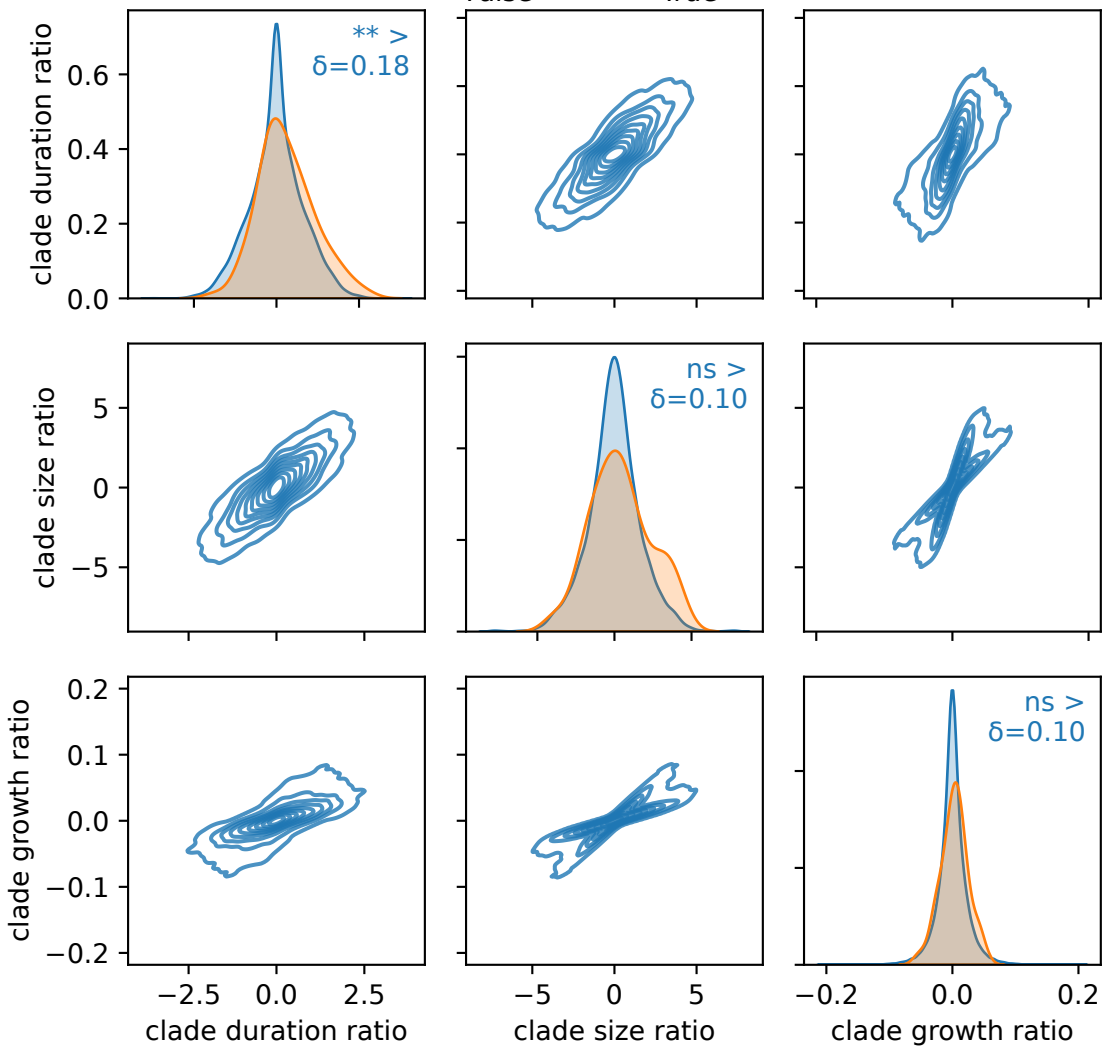 clade duration ratio
0.6
0.4
0.2
0.0
** >
δ=0.18
clade size ratio
5
0
−5
ns >
δ=0.10
clade growth ratio
0.2
0.1
0.0
−0.1
−0.2
ns >
δ=0.10
−2.5 0.0 2.5
−5 0 5
−0.2 0.0 0.2
clade duration ratio
clade size ratio
clade growth ratio